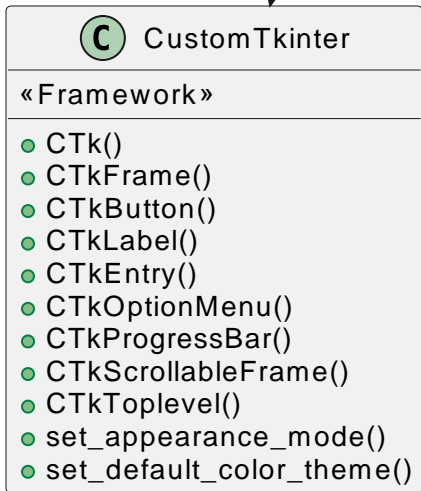 C CustomTkinter
«Framework»
CTk()
CTkFrame()
CTkButton()
CTkLabel()
CTkEntry()
CTkOptionMenu()
CTkProgressBar()
CTkScrollableFrame()
CTkToplevel()
set_appearance_mode()
set_default_color_theme()